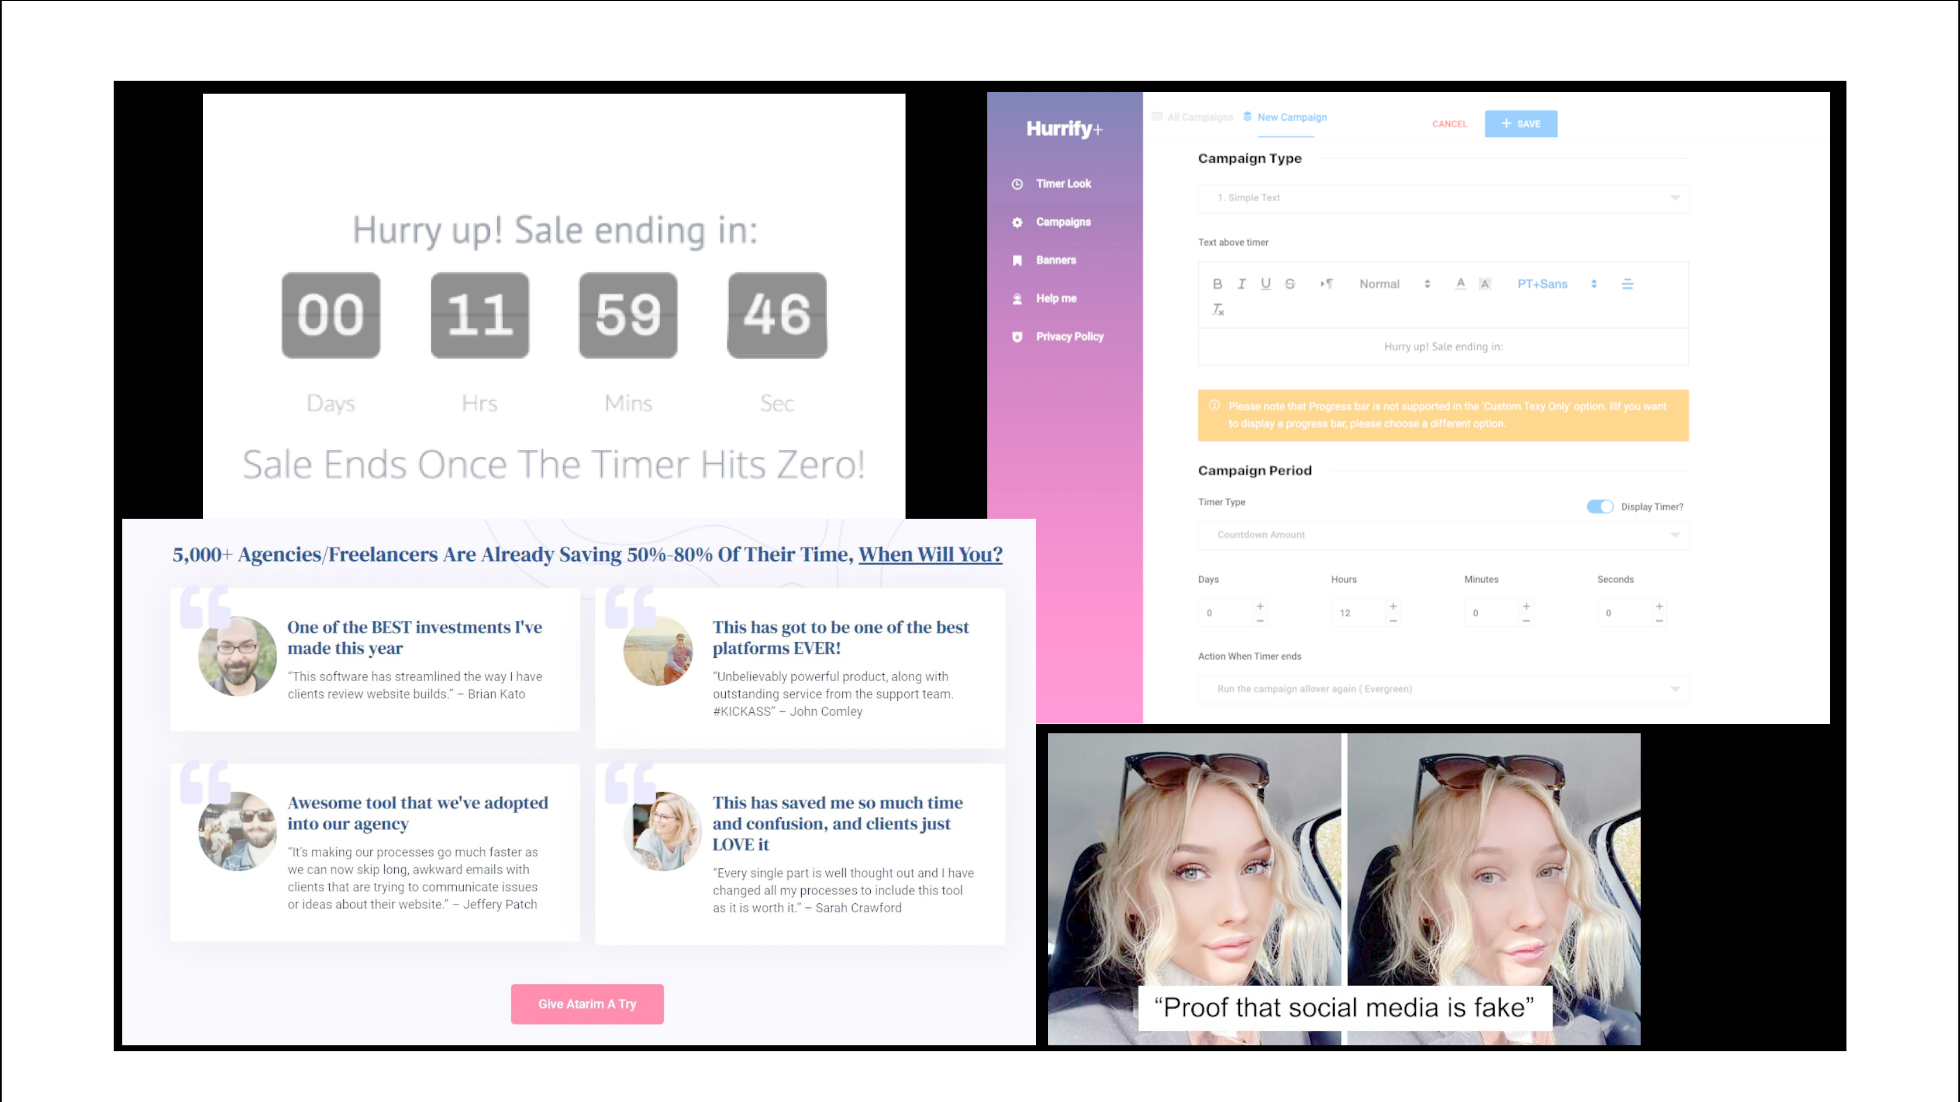 Hurry up! Sale ending in:
00 11 59 46
Days Hrs Mins Sec
Sale Ends Once The Timer Hits Zero!
Hurrify+
Timer Look
Campaigns
Banners
Help me
Privacy Policy
All Campaigns New Campaign CANCEL + SAVE
Campaign Type
1. Simple Text
Text above timer
B I U S Normal A A PT+Sans
Tx
Hurry up! Sale ending in:
Please note that Progress bar is not supported in the 'Custom Texy Only' option. IIif you want
to display a progress bar, please choose a different option.
Campaign Period
Timer Type Display Timer?
Countdown Amount
Days Hours Minutes Seconds
0 12 0 0
Action When Timer ends
Run the campaign allover again ( Evergreen)
5,000+ Agencies/Freelancers Are Already Saving 50%-80% Of Their Time, When Will You?
One of the BEST investments I've
made this year
“This software has streamlined the way I have
clients review website builds.” – Brian Kato
This has got to be one of the best
platforms EVER!
“Unbelievably powerful product, along with
outstanding service from the support team.
#KICKASS” – John Comley
Awesome tool that we've adopted
into our agency
“It's making our processes go much faster as
we can now skip long, awkward emails with
clients that are trying to communicate issues
or ideas about their website.” – Jeffery Patch
This has saved me so much time
and confusion, and clients just
LOVE it
“Every single part is well thought out and I have
changed all my processes to include this tool
as it is worth it.” – Sarah Crawford
Give Atarim A Try
“Proof that social media is fake”